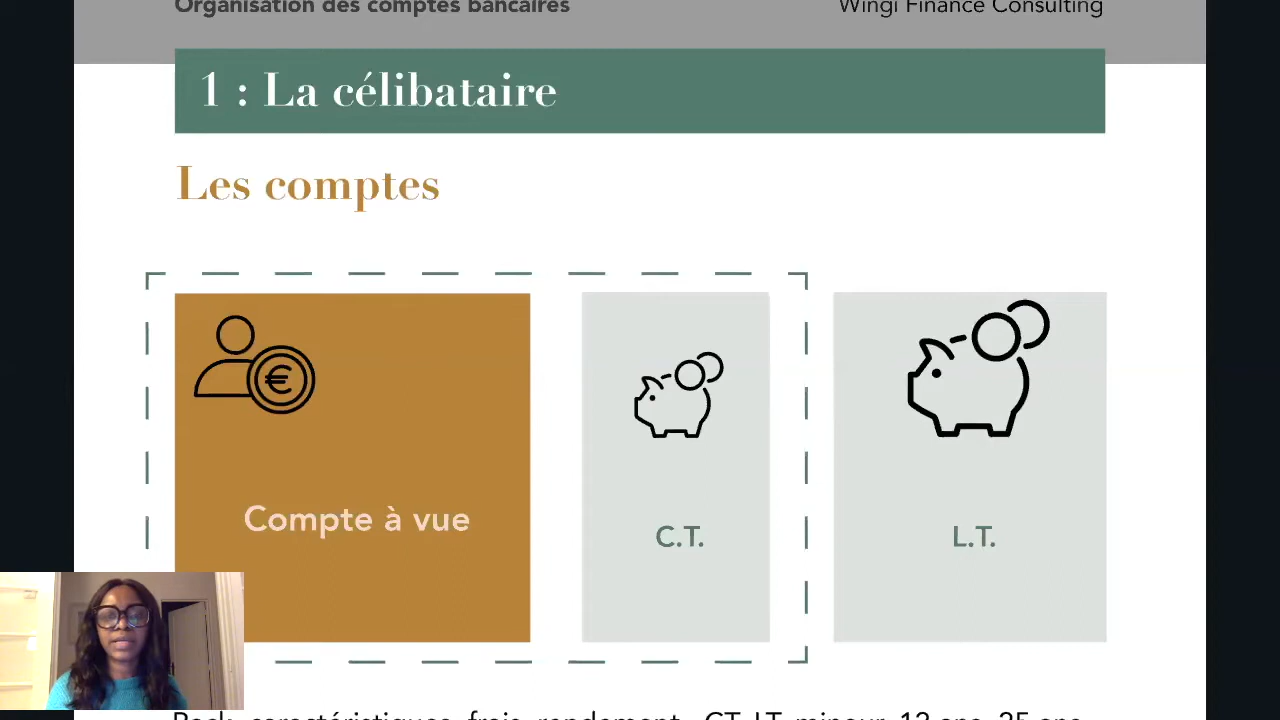 Organisation des comptes bancaires
Wingi Finance Consulting
1 : La célibataire
Les comptes
Compte à vue
C.T.
L.T.